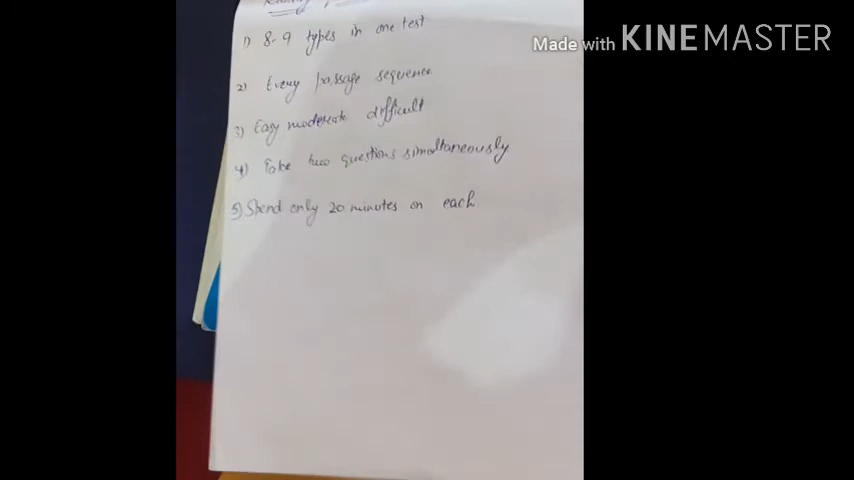 1) 8-9 types in one test
Made with KINEMASTER
2) Every passage sequence
3) Easy moderate difficult
4) Take two questions simultaneously
5) Spend only 20 minutes on each